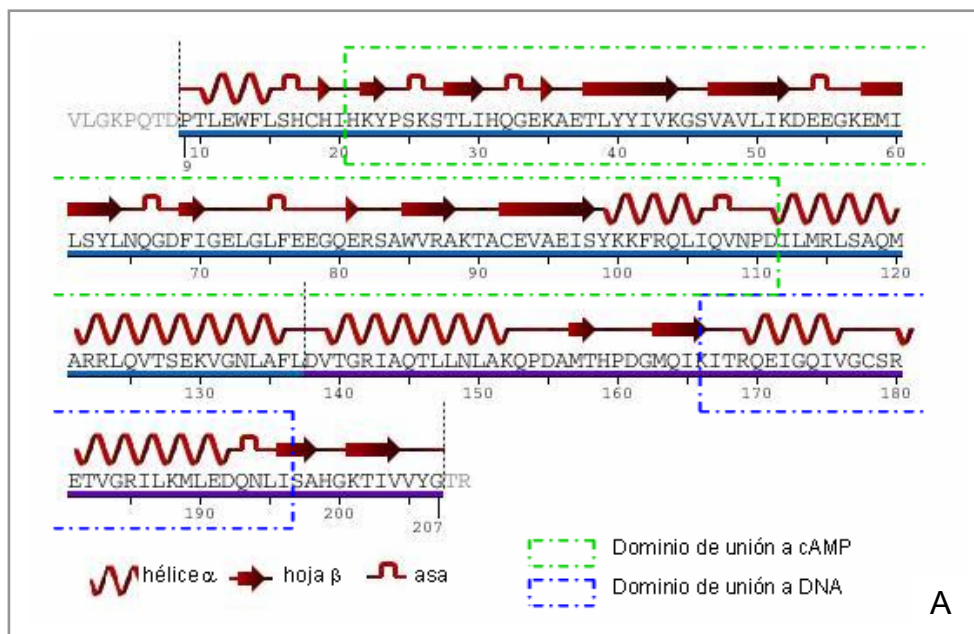 VLGKPQTDPTLEWFLSHCHIHKYPSKSTLIHQGEKAETLYYIVKGSVAVLIKDEEGKEMI
9 10 20 30 40 50 60
LSYLNQGDFIGELGLFEEGQERSAWVRAKTACEVAEISYKKFRQLIQVNPDILMRLSAQM
70 80 90 100 110 120
ARRLQVTSEKVGNLAFLDVTGRIAQTLLNLAKQPDAMTHPDGMQIKITRQEIGQIVGCSR
130 140 150 160 170 180
ETVGRILKMLEDQNLISAHGKTIVVYGTR
190 200 207
hélice α hoja β asa
Dominio de unión a cAMP
Dominio de unión a DNA
A